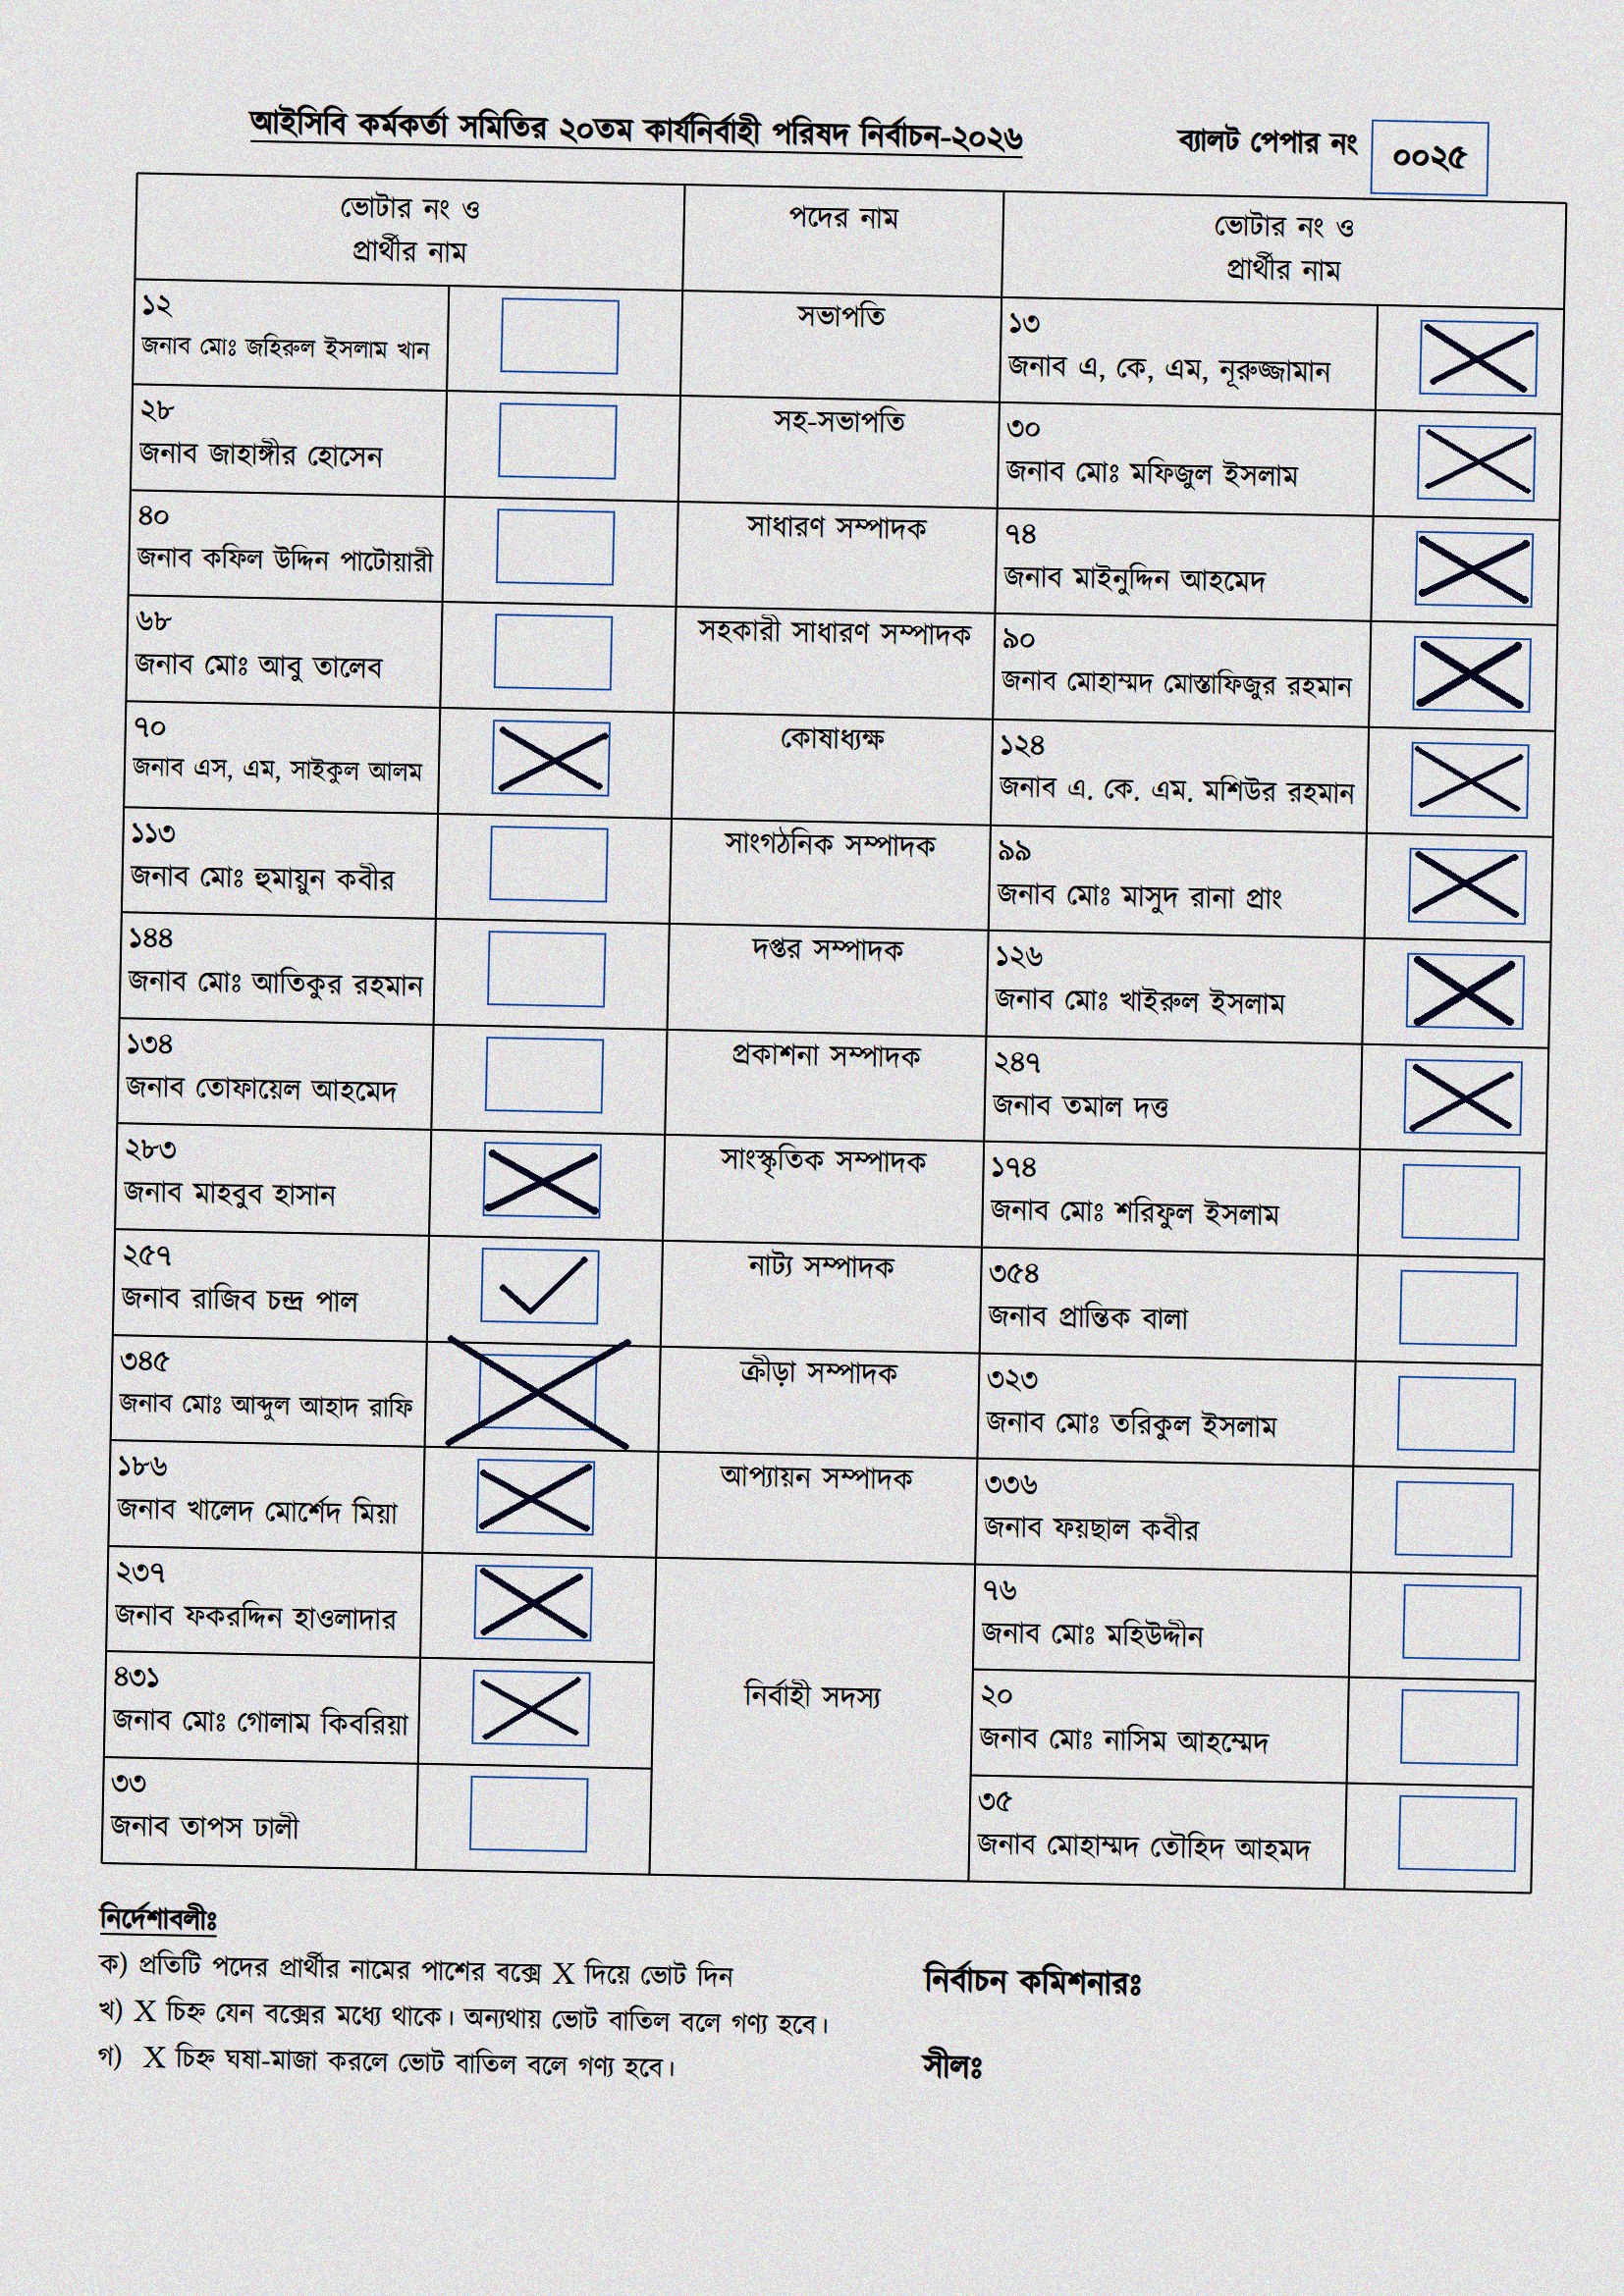 আইসিবি কর্মকর্তা সমিতির ২০তম কার্যনির্বাহী পরিষদ নির্বাচন-২০২৬
ব্যালট পেপার নং ০০২৫
ভোটার নং ও
প্রার্থীর নাম
পদের নাম
ভোটার নং ও
প্রার্থীর নাম
১২
জনাব মোঃ জহিরুল ইসলাম খান
সভাপতি
১৩
জনাব এ, কে, এম, নূরুজ্জামান
২৮
জনাব জাহাঙ্গীর হোসেন
সহ-সভাপতি
৩০
জনাব মোঃ মফিজুল ইসলাম
৪০
জনাব কফিল উদ্দিন পাটোয়ারী
সাধারণ সম্পাদক
৭৪
জনাব মাইনুদ্দিন আহমেদ
৬৮
জনাব মোঃ আবু তালেব
সহকারী সাধারণ সম্পাদক
৯০
জনাব মোহাম্মদ মোস্তাফিজুর রহমান
৭০
জনাব এস, এম, সাইকুল আলম
কোষাধ্যক্ষ
১২৪
জনাব এ. কে. এম. মশিউর রহমান
১১৩
জনাব মোঃ হুমায়ুন কবীর
সাংগঠনিক সম্পাদক
৯৯
জনাব মোঃ মাসুদ রানা প্রাং
১৪৪
জনাব মোঃ আতিকুর রহমান
দপ্তর সম্পাদক
১২৬
জনাব মোঃ খাইরুল ইসলাম
১৩৪
জনাব তোফায়েল আহমেদ
প্রকাশনা সম্পাদক
২৪৭
জনাব তমাল দত্ত
২৮৩
জনাব মাহবুব হাসান
সাংস্কৃতিক সম্পাদক
১৭৪
জনাব মোঃ শরিফুল ইসলাম
২৫৭
জনাব রাজিব চন্দ্র পাল
নাট্য সম্পাদক
৩৫৪
জনাব প্রান্তিক বালা
৩৪৫
জনাব মোঃ আব্দুল আহাদ রাফি
ক্রীড়া সম্পাদক
৩২৩
জনাব মোঃ তরিকুল ইসলাম
১৮৬
জনাব খালেদ মোর্শেদ মিয়া
আপ্যায়ন সম্পাদক
৩৩৬
জনাব ফয়ছাল কবীর
২৩৭
জনাব ফকরদ্দিন হাওলাদার
৭৬
জনাব মোঃ মহিউদ্দীন
৪৩১
জনাব মোঃ গোলাম কিবরিয়া
নির্বাহী সদস্য
২০
জনাব মোঃ নাসিম আহম্মেদ
৩৩
জনাব তাপস ঢালী
৩৫
জনাব মোহাম্মদ তৌহিদ আহমদ
নির্দেশাবলীঃ
ক) প্রতিটি পদের প্রার্থীর নামের পাশের বক্সে X দিয়ে ভোট দিন
খ) X চিহ্ন যেন বক্সের মধ্যে থাকে। অন্যথায় ভোট বাতিল বলে গণ্য হবে।
গ) X চিহ্ন ঘষা-মাজা করলে ভোট বাতিল বলে গণ্য হবে।
নির্বাচন কমিশনারঃ
সীলঃ